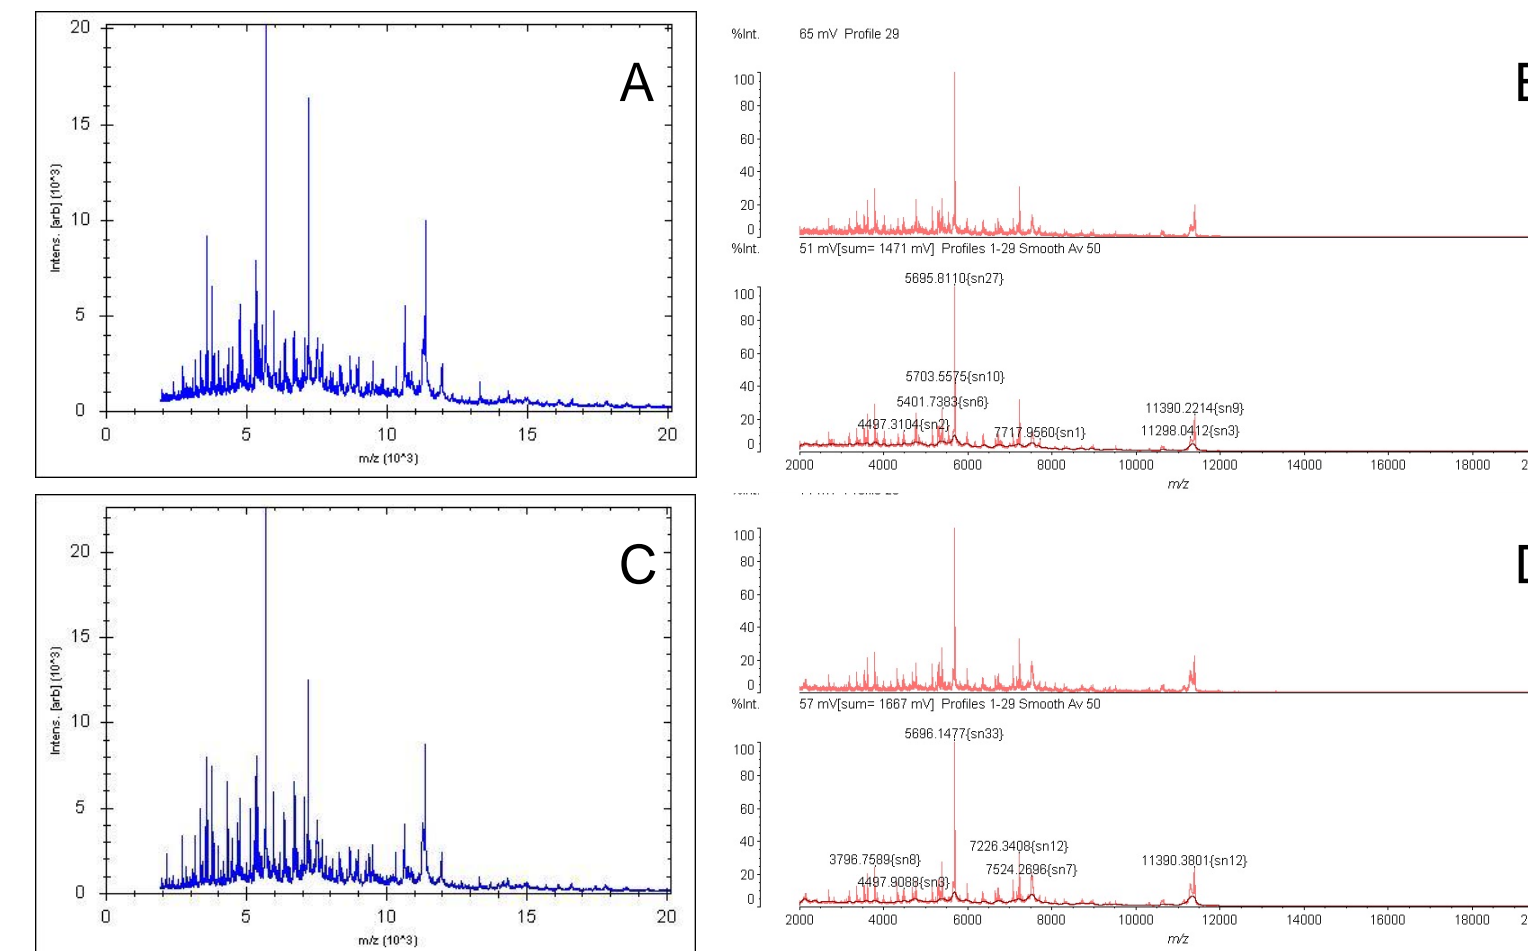 20
15
10
5
0
0 5 10 15 20
Intens. [arb] (10^3)
m/z (10^3)
A
%Int. 65 mV Profile 29
100
80
60
40
20
0
%Int. 51 mV[sum= 1471 mV] Profiles 1-29 Smooth Av 50
5695.8110{sn27}
100
80
60
5703.5575{sn10}
40
5401.7383{sn6}
11390.2214{sn9}
20
4497.3104{sn2}
7717.9560{sn1}
11298.0412{sn3}
0
2000 4000 6000 8000 10000 12000 14000 16000 18000
m/z
20
15
10
5
0
0 5 10 15 20
Intens. [arb] (10^3)
m/z (10^3)
C
100
80
60
40
20
0
%Int. 57 mV[sum= 1667 mV] Profiles 1-29 Smooth Av 50
5696.1477{sn33}
100
80
60
40
7226.3408{sn12}
3796.7589{sn8}
11390.3801{sn12}
7524.2696{sn7}
20
4497.9088{sn3}
0
2000 4000 6000 8000 10000 12000 14000 16000 18000
m/z